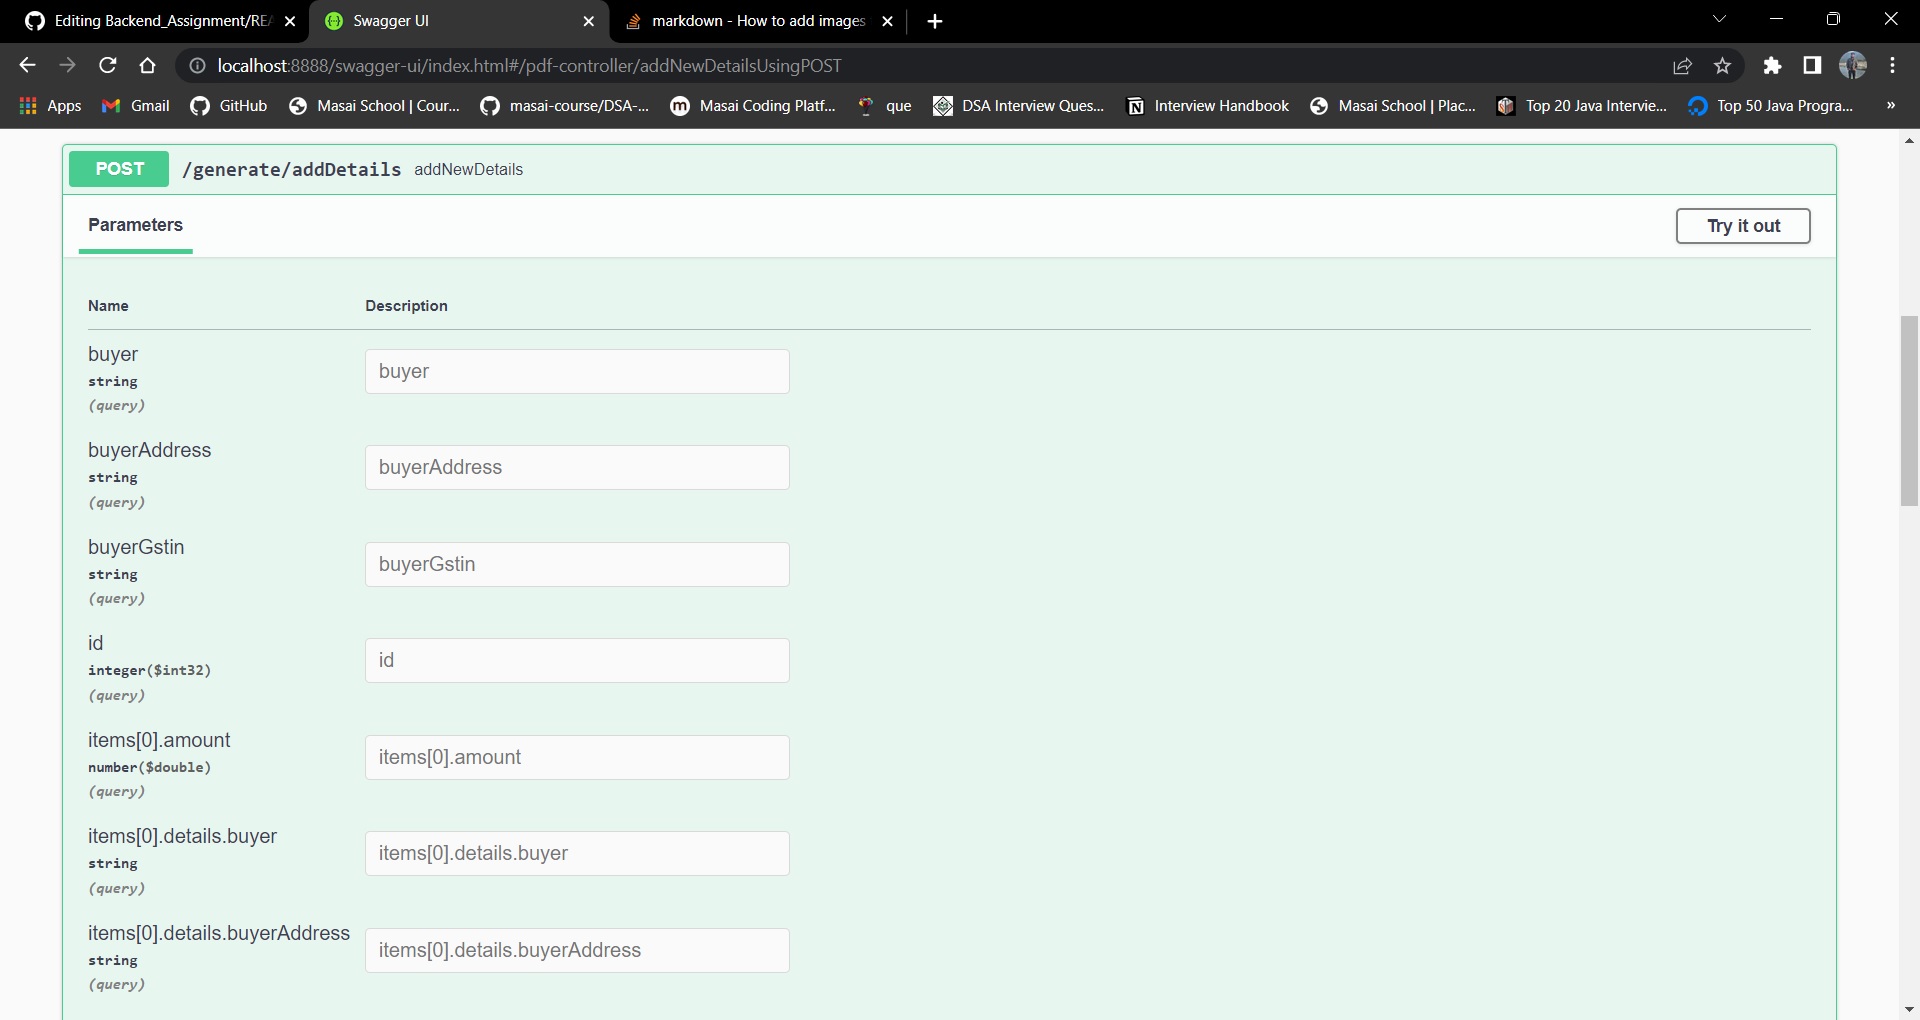 Editing Backend_Assignment/REA
Swagger UI
markdown - How to add images
localhost:8888/swagger-ui/index.html#/pdf-controller/addNewDetailsUsingPOST
Apps
Gmail
GitHub
Masai School | Cour...
masai-course/DSA-...
Masai Coding Platf...
que
DSA Interview Ques...
Interview Handbook
Masai School | Plac...
Top 20 Java Intervie...
Top 50 Java Progra...
»
POST /generate/addDetails addNewDetails
Parameters
Try it out
Name Description
buyer
string
(query)
buyer
buyerAddress
string
(query)
buyerAddress
buyerGstin
string
(query)
buyerGstin
id
integer($int32)
(query)
id
items[0].amount
number($double)
(query)
items[0].amount
items[0].details.buyer
string
(query)
items[0].details.buyer
items[0].details.buyerAddress
string
(query)
items[0].details.buyerAddress